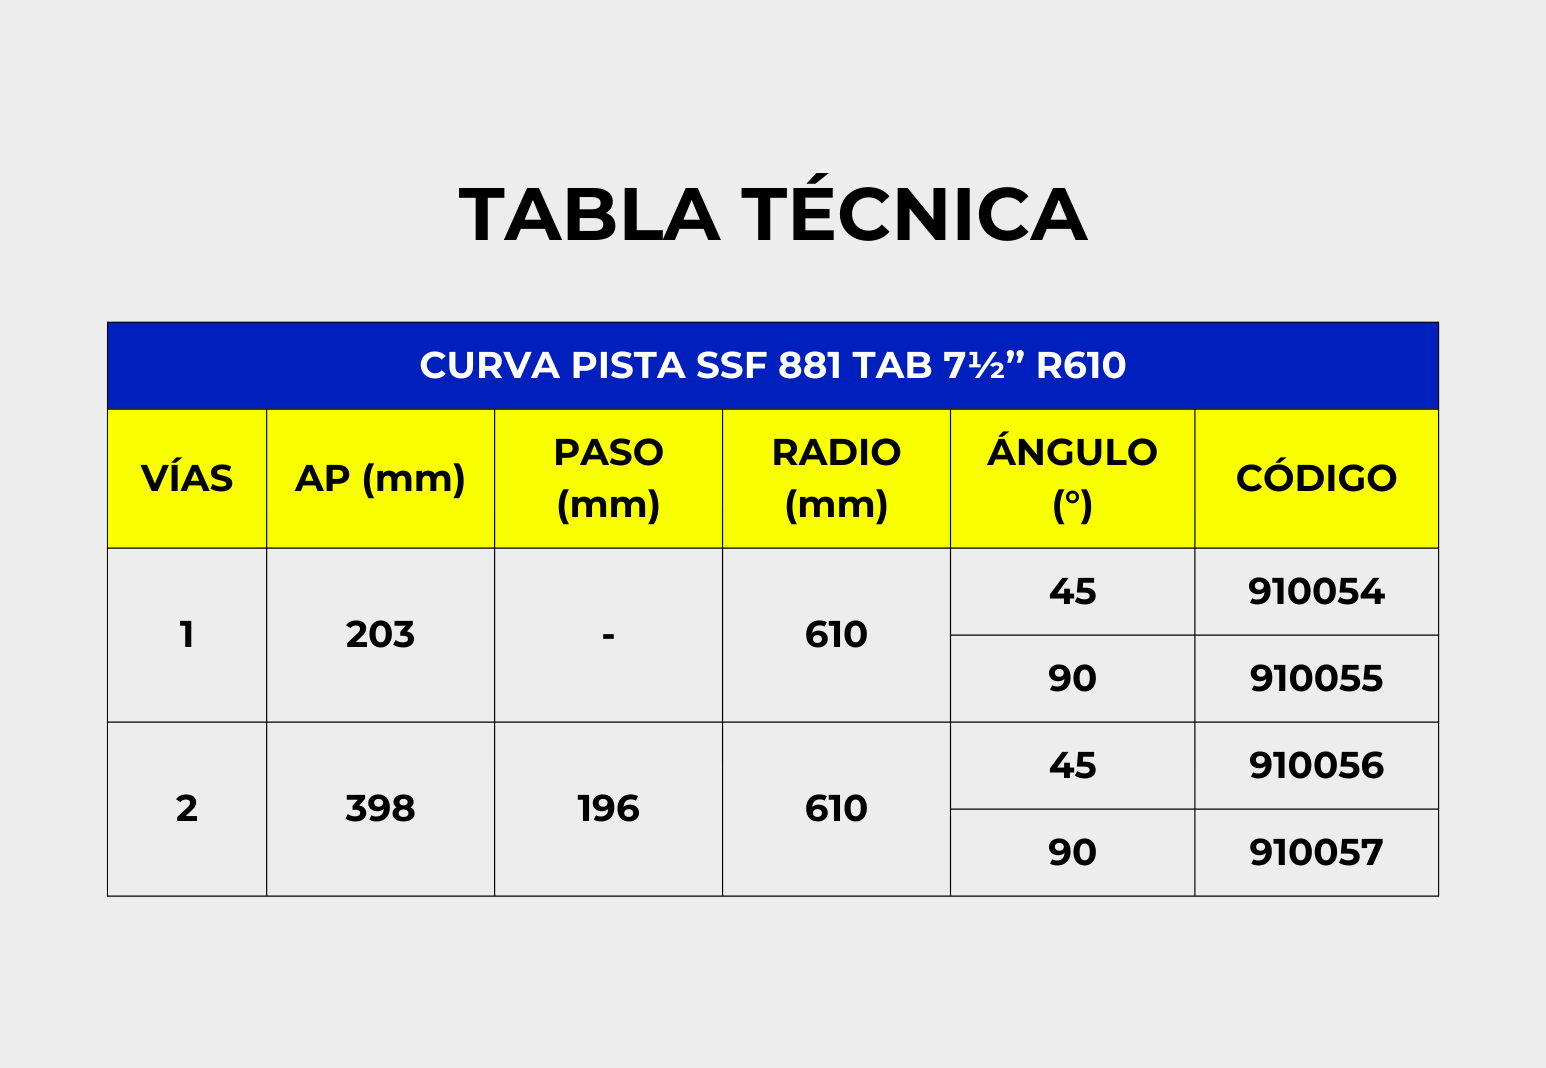 TABLA TÉCNICA
CURVA PISTA SSF 881 TAB 7½” R610
VÍAS AP (mm) PASO (mm) RADIO (mm) ÁNGULO (°) CÓDIGO
1 203 - 610 45 910054
90 910055
2 398 196 610 45 910056
90 910057